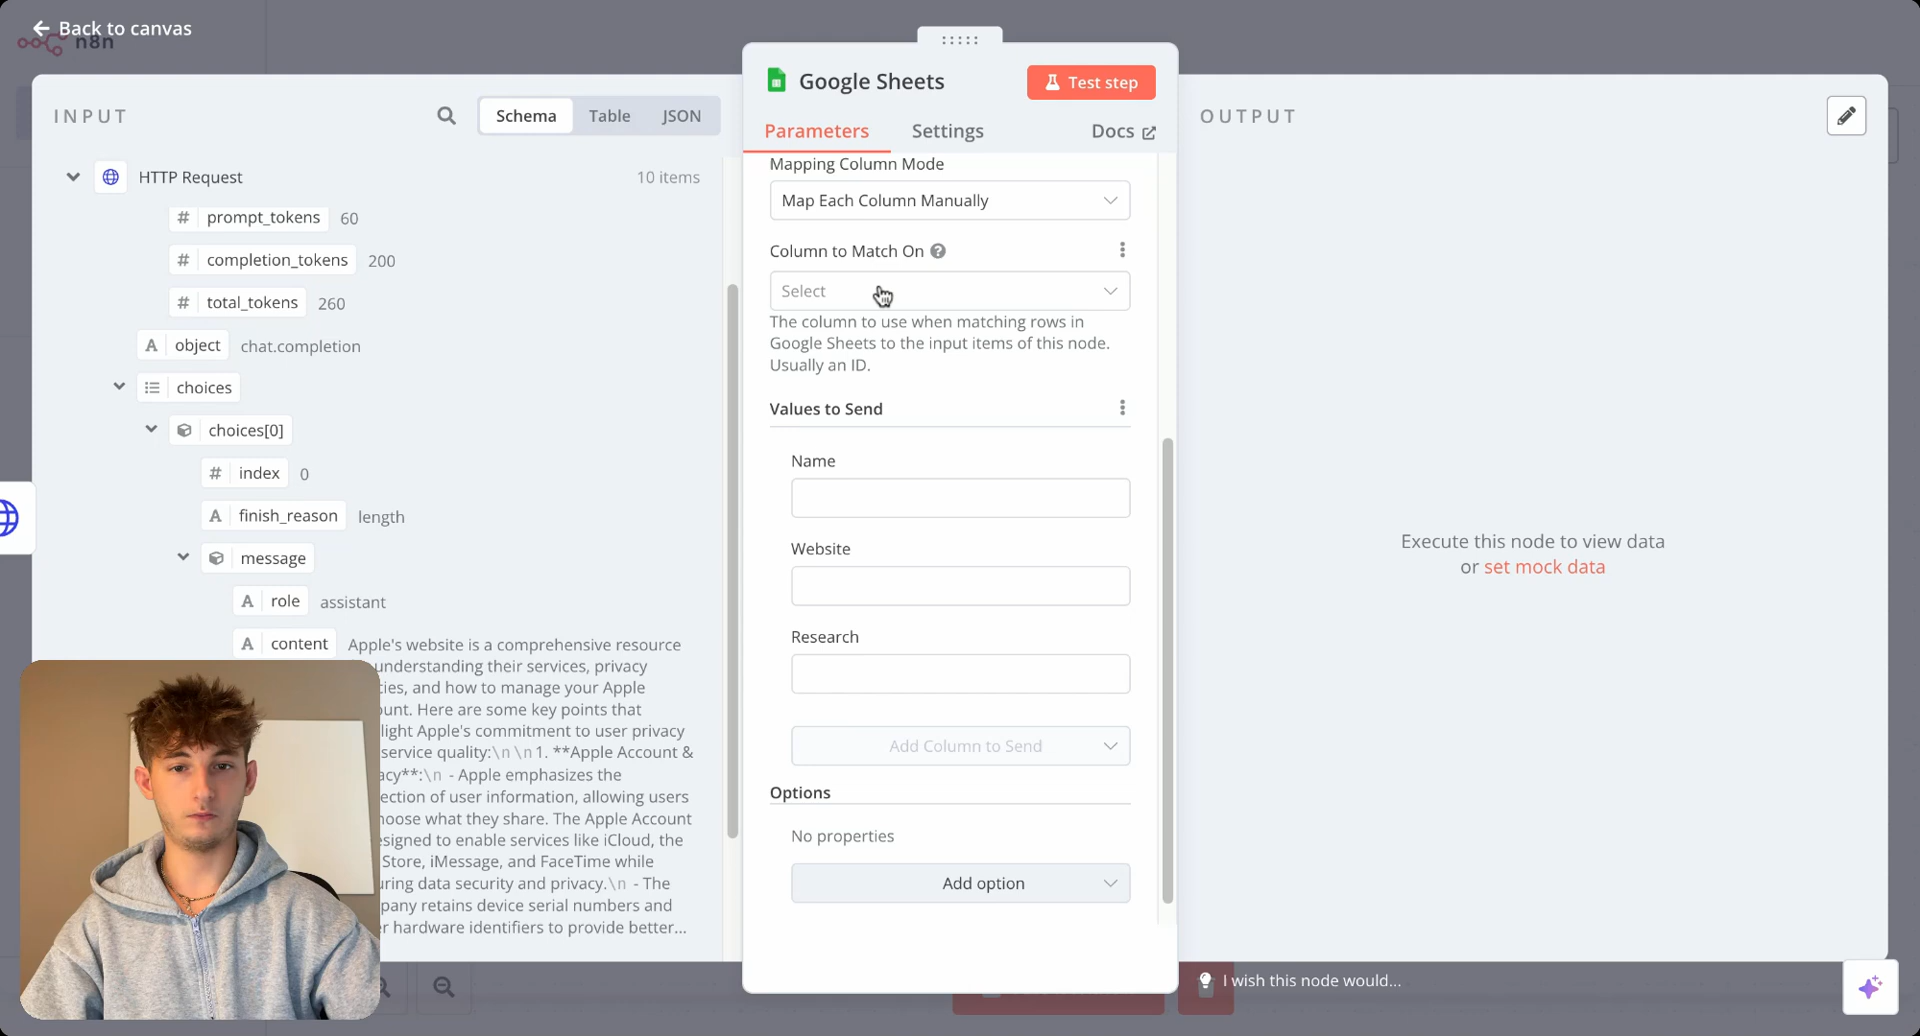 Back to canvas
n8n
INPUT
Schema
Table
JSON
HTTP Request
10 items
prompt_tokens 60
completion_tokens 200
total_tokens 260
A object chat.completion
choices
choices[0]
# index 0
A finish_reason length
message
A role assistant
A content Apple's website is a comprehensive resource
understanding their services, privacy
cies, and how to manage your Apple
ount. Here are some key points that
light Apple's commitment to user privacy
service quality:\n\n1. **Apple Account &
acy**:\n - Apple emphasizes the
ection of user information, allowing users
hoose what they share. The Apple Account
esigned to enable services like iCloud, the
Store, iMessage, and FaceTime while
uring data security and privacy.\n - The
pany retains device serial numbers and
r hardware identifiers to provide better...
Google Sheets
Test step
Parameters
Settings
Docs
Mapping Column Mode
Map Each Column Manually
Column to Match On
Select
The column to use when matching rows in
Google Sheets to the input items of this node.
Usually an ID.
Values to Send
Name
Website
Research
Add Column to Send
Options
No properties
Add option
OUTPUT
Execute this node to view data
or set mock data
I wish this node would...